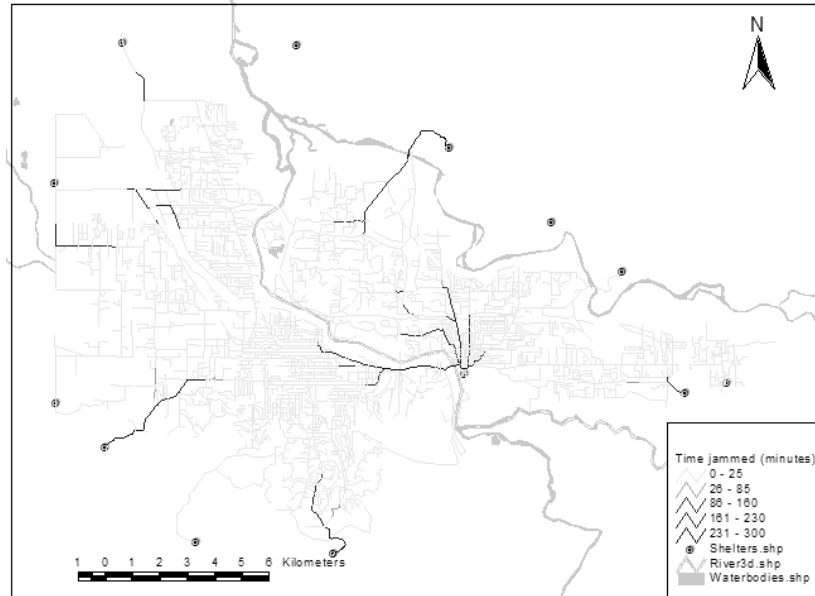 N
Time jammed (minutes)
0 - 25
26 - 85
86 - 160
161 - 230
231 - 300
Shelters.shp
River3d.shp
Waterbodies.shp
1 0 1 2 3 4 5 6 Kilometers